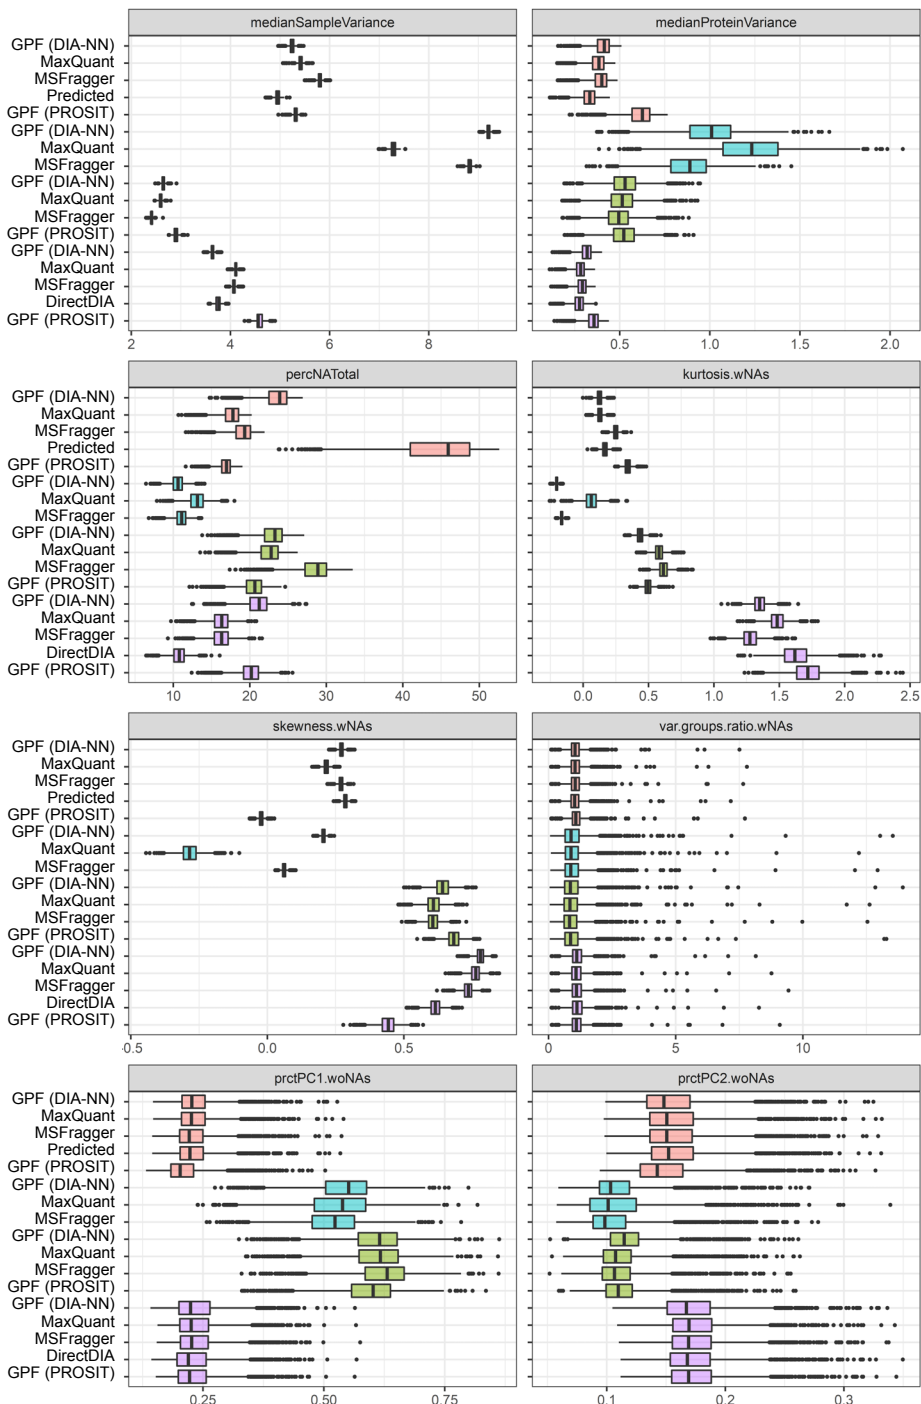 medianSampleVariance
medianProteinVariance
GPF (DIA-NN)
MaxQuant
MSFragger
Predicted
GPF (PROSIT)
GPF (DIA-NN)
MaxQuant
MSFragger
GPF (DIA-NN)
MaxQuant
MSFragger
GPF (PROSIT)
GPF (DIA-NN)
MaxQuant
MSFragger
DirectDIA
GPF (PROSIT)
2 4 6 8
0.5 1.0 1.5 2.0
percNATotal
kurtosis.wNAs
GPF (DIA-NN)
MaxQuant
MSFragger
Predicted
GPF (PROSIT)
GPF (DIA-NN)
MaxQuant
MSFragger
GPF (DIA-NN)
MaxQuant
MSFragger
GPF (PROSIT)
GPF (DIA-NN)
MaxQuant
MSFragger
DirectDIA
GPF (PROSIT)
10 20 30 40 50
0.0 0.5 1.0 1.5 2.0 2.5
skewness.wNAs
var.groups.ratio.wNAs
GPF (DIA-NN)
MaxQuant
MSFragger
Predicted
GPF (PROSIT)
GPF (DIA-NN)
MaxQuant
MSFragger
GPF (DIA-NN)
MaxQuant
MSFragger
GPF (PROSIT)
GPF (DIA-NN)
MaxQuant
MSFragger
DirectDIA
GPF (PROSIT)
-0.5 0.0 0.5
0 5 10
prctPC1.woNAs
prctPC2.woNAs
GPF (DIA-NN)
MaxQuant
MSFragger
Predicted
GPF (PROSIT)
GPF (DIA-NN)
MaxQuant
MSFragger
GPF (DIA-NN)
MaxQuant
MSFragger
GPF (PROSIT)
GPF (DIA-NN)
MaxQuant
MSFragger
DirectDIA
GPF (PROSIT)
0.25 0.50 0.75
0.1 0.2 0.3